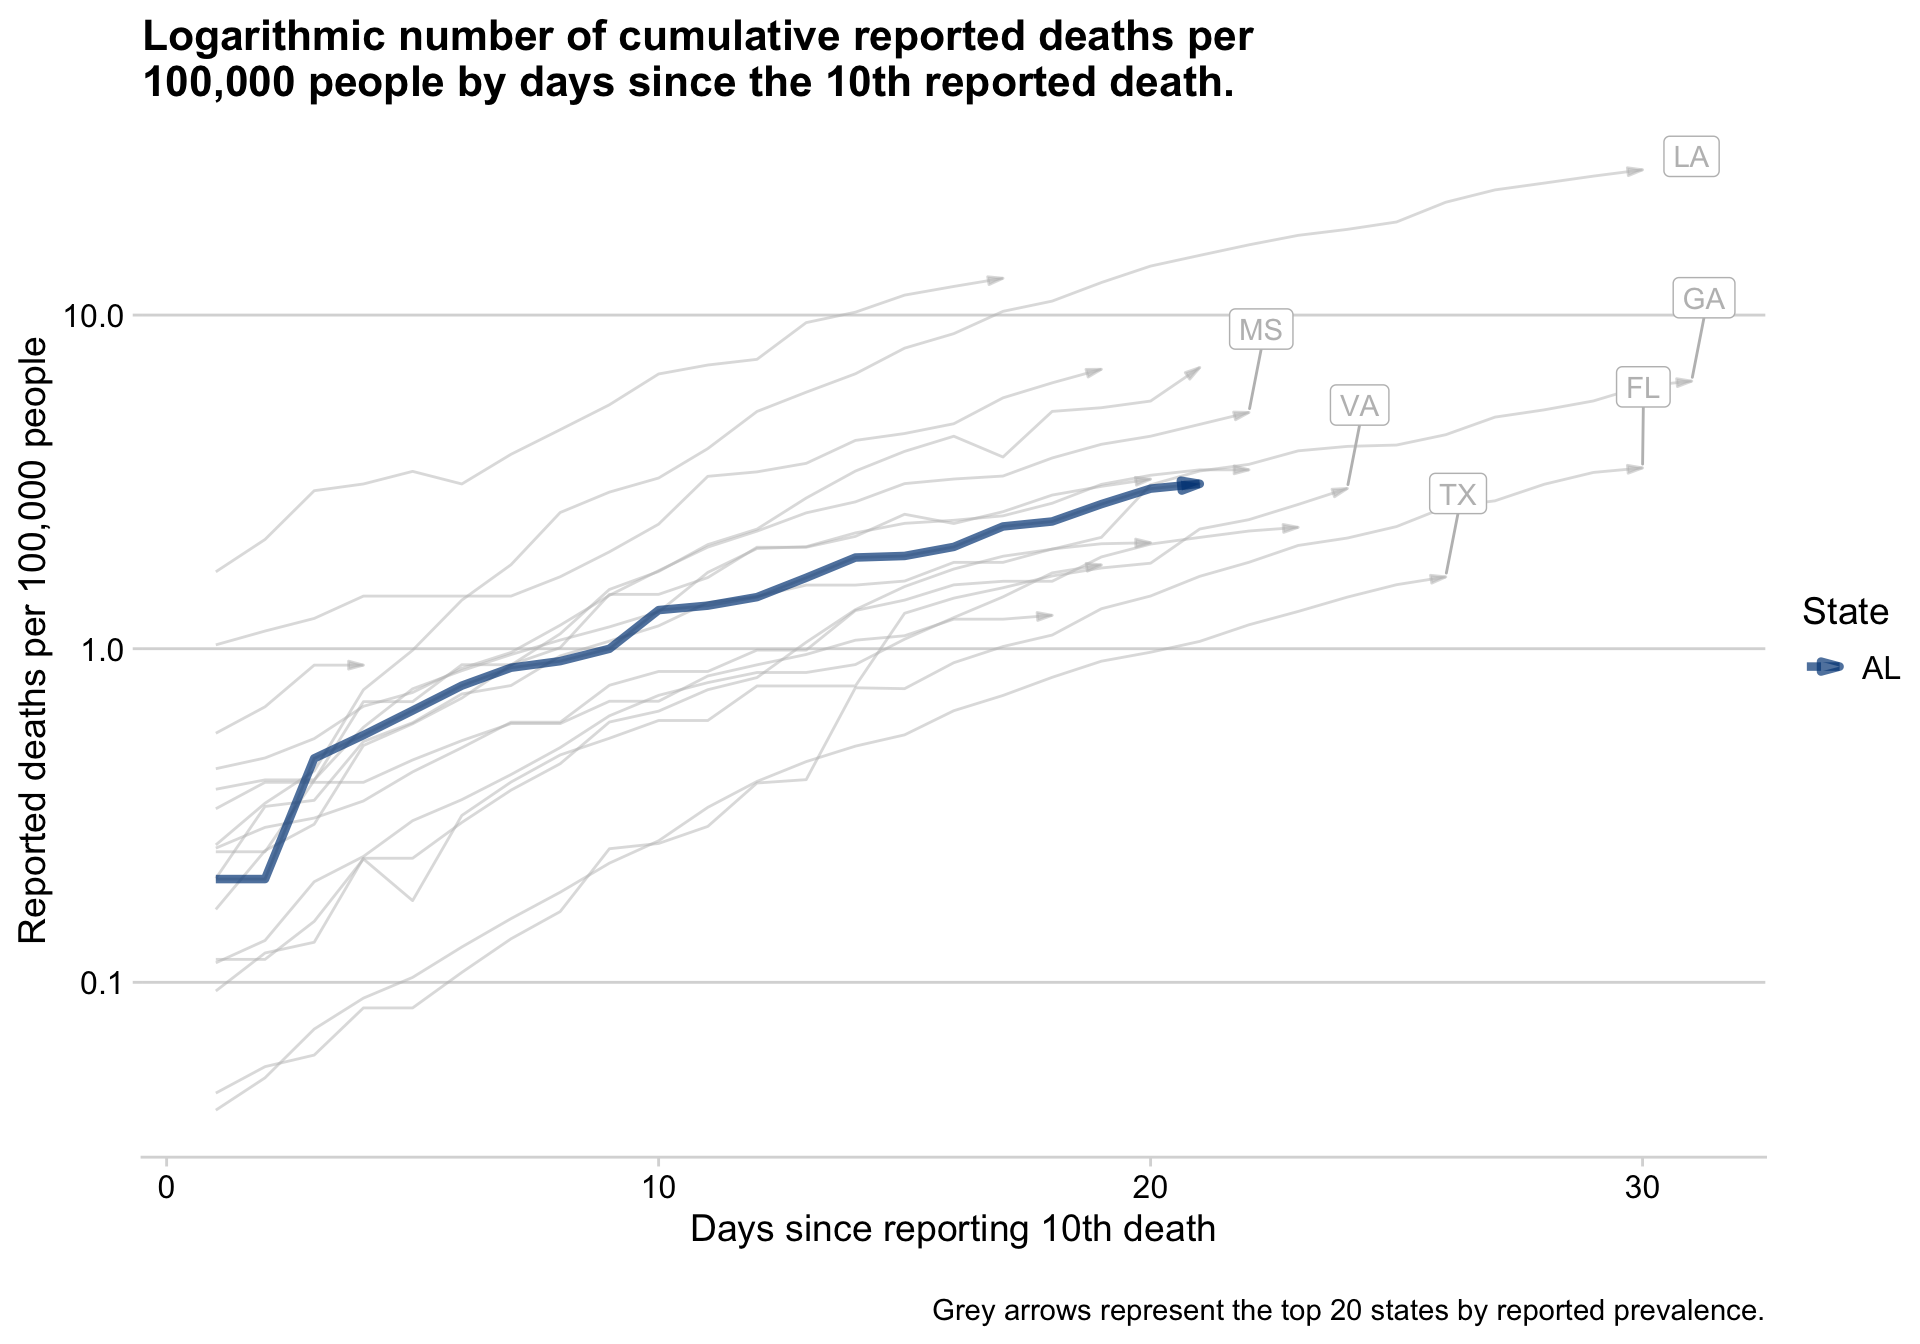 Logarithmic number of cumulative reported deaths per
100,000 people by days since the 10th reported death.
LA
GA
MS
FL
VA
TX
10.0
1.0
0.1
Reported deaths per 100,000 people
State
AL
0
10
20
30
Days since reporting 10th death
Grey arrows represent the top 20 states by reported prevalence.